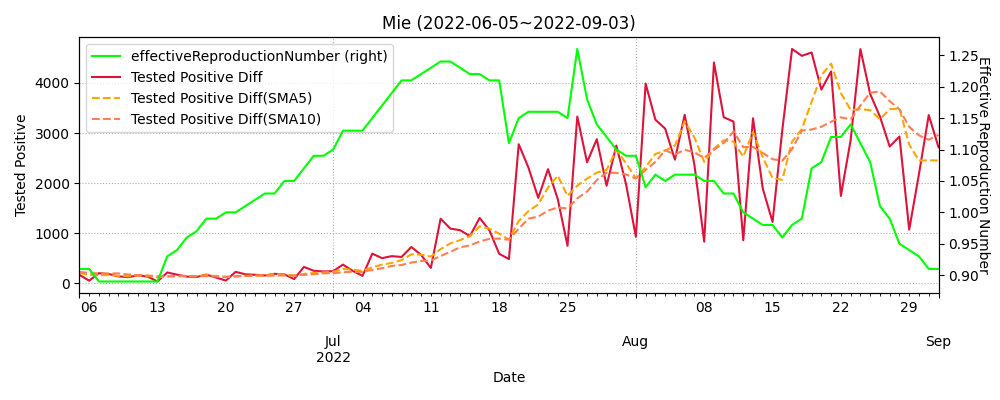 Mie (2022-06-05~2022-09-03)
effectiveReproductionNumber (right)
Tested Positive Diff
Tested Positive Diff(SMA5)
Tested Positive Diff(SMA10)
Tested Positive
4000
3000
2000
1000
0
Effective Reproduction Number
1.25
1.20
1.15
1.10
1.05
1.00
0.95
0.90
06 13 20 27 04 11 18 25 08 15 22 29
Jul Aug Sep
2022
Date